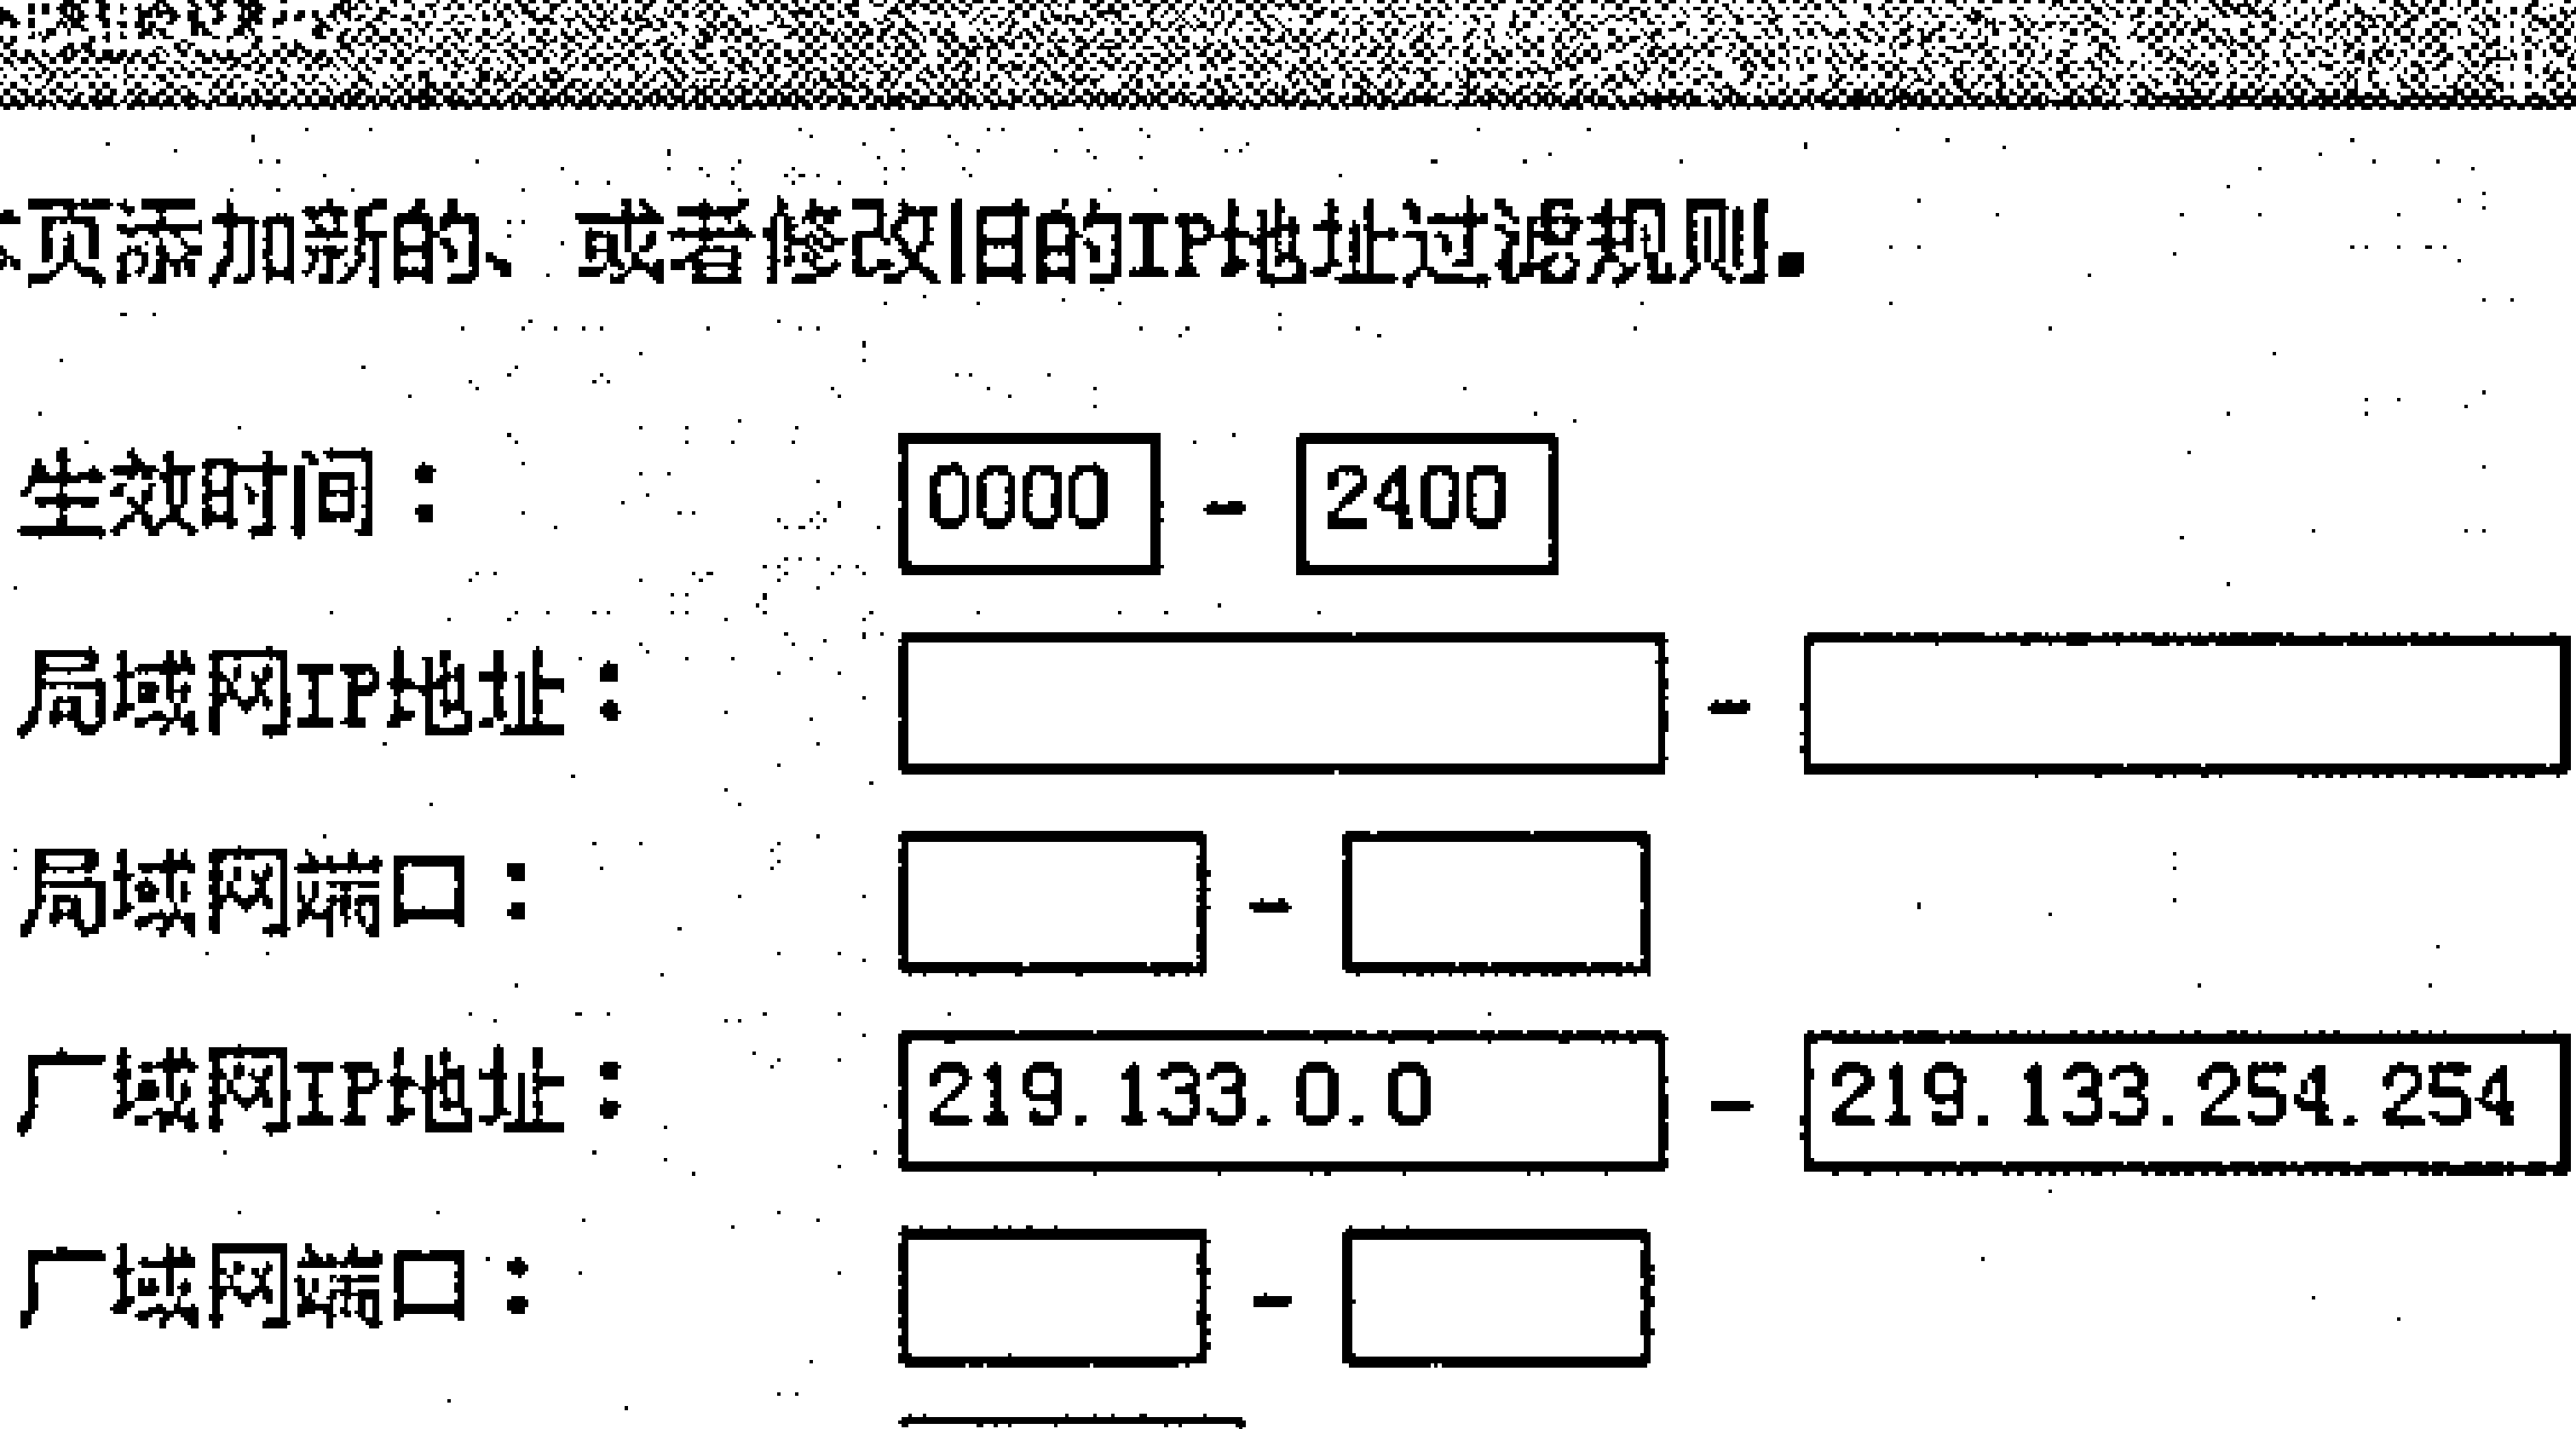 页添加新的、或者修改旧的IP地址过滤规则.
生效时间： 0000 - 2400
局域网IP地址： -
局域网端口： -
广域网IP地址： 219.133.0.0 - 219.133.254.254
广域网端口： -